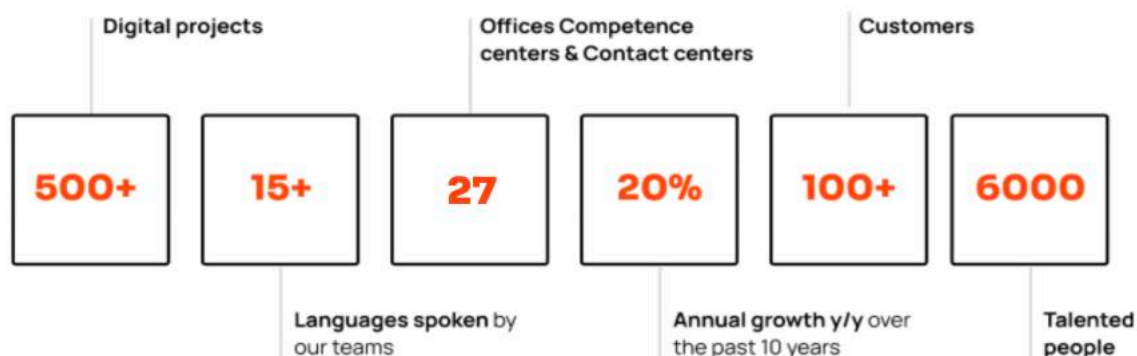 Digital projects
Offices Competence
centers & Contact centers
Customers
500+
15+
27
20%
100+
6000
Languages spoken by
our teams
Annual growth y/y over
the past 10 years
Talented
people